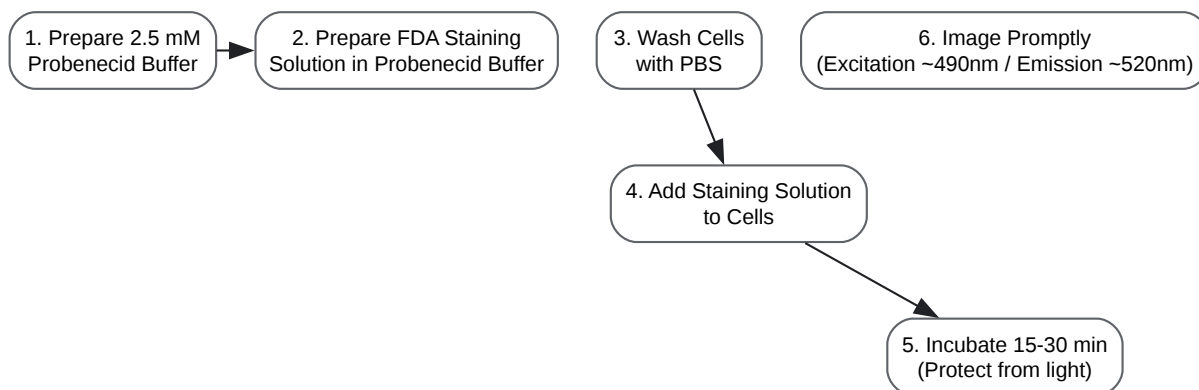 1. Prepare 2.5 mM
Probenecid Buffer
2. Prepare FDA Staining
Solution in Probenecid Buffer
3. Wash Cells
with PBS
6. Image Promptly
(Excitation ~490nm / Emission ~520nm)
4. Add Staining Solution
to Cells
5. Incubate 15-30 min
(Protect from light)